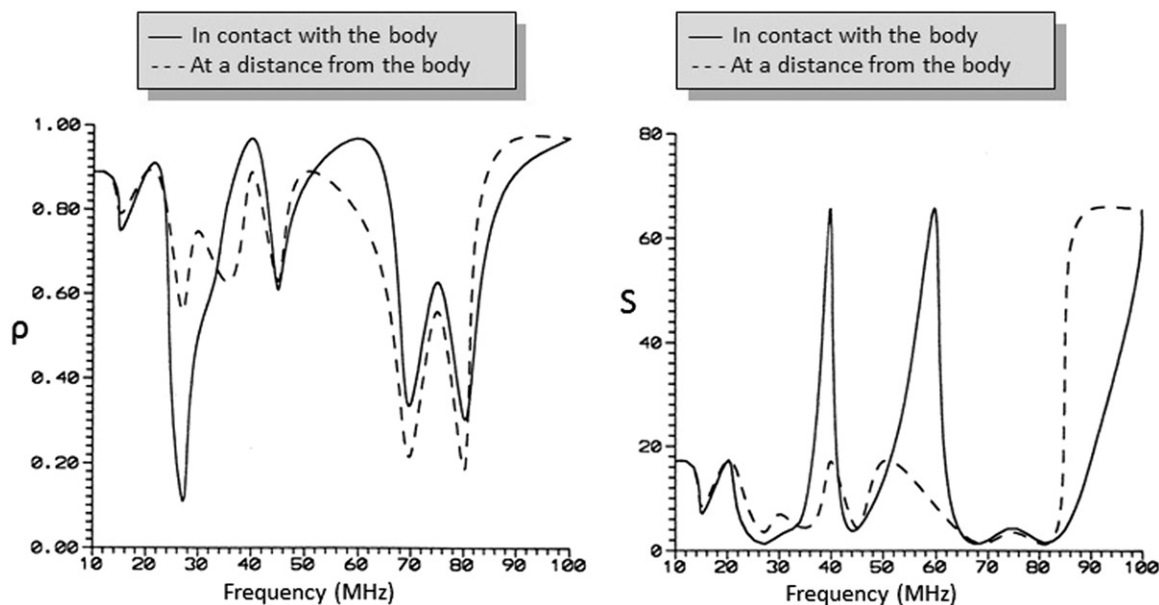 — In contact with the body
--- At a distance from the body
1.00
0.80
0.60
0.40
0.20
0.00
ρ
10 20 30 40 50 60 70 80 90 100
Frequency (MHz)
— In contact with the body
--- At a distance from the body
80
60
40
20
0
S
10 20 30 40 50 60 70 80 90 100
Frequency (MHz)